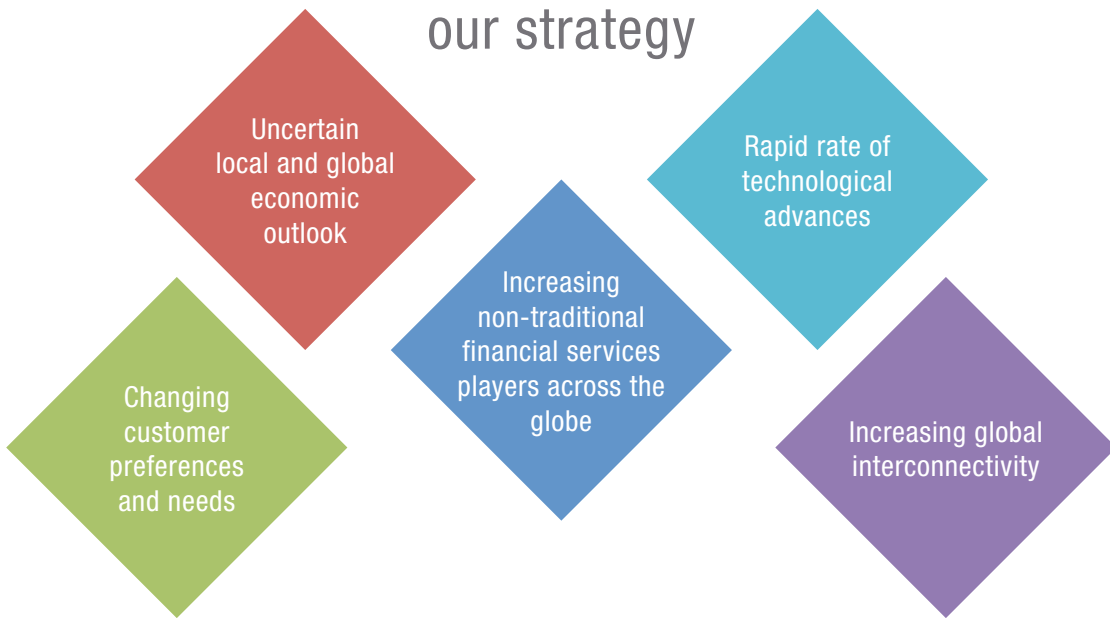 our strategy
Uncertain
local and global
economic
outlook
Rapid rate of
technological
advances
Increasing
non-traditional
financial services
players across the
globe
Changing
customer
preferences
and needs
Increasing global
interconnectivity